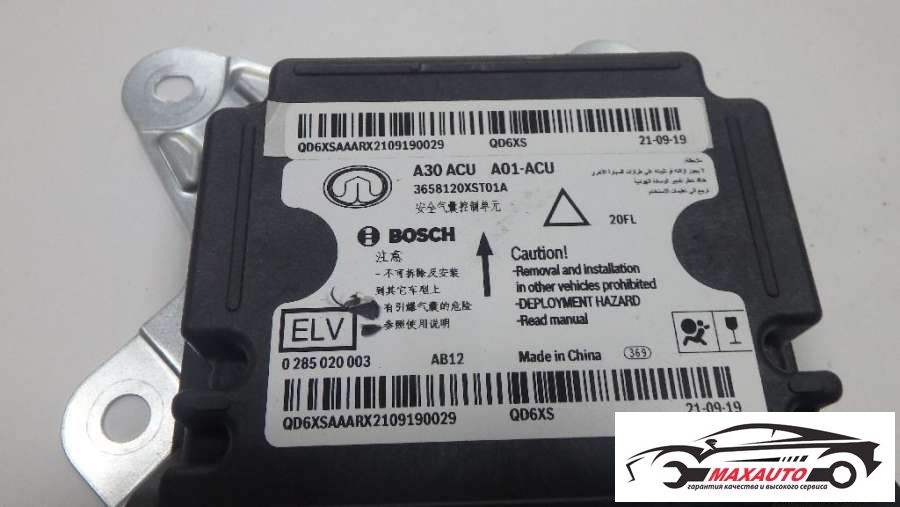 QD6XSAAARX2109190029 QD6XS 21-09-19
A30 ACU A01-ACU
3658120XST01A
安全气囊控制单元
ملاحظة:
20FL
BOSCH
注意
-不可拆除及安装
到其它车型上
有引爆气囊的危险
参照使用说明
Caution!
-Removal and installation
in other vehicles prohibited
-DEPLOYMENT HAZARD
-Read manual
ELV
0 285 020 003 AB12 Made in China 369
QD6XSAAARX2109190029 QD6XS 21-09-19
MAXAUTO
гарантия качества и высокого сервиса